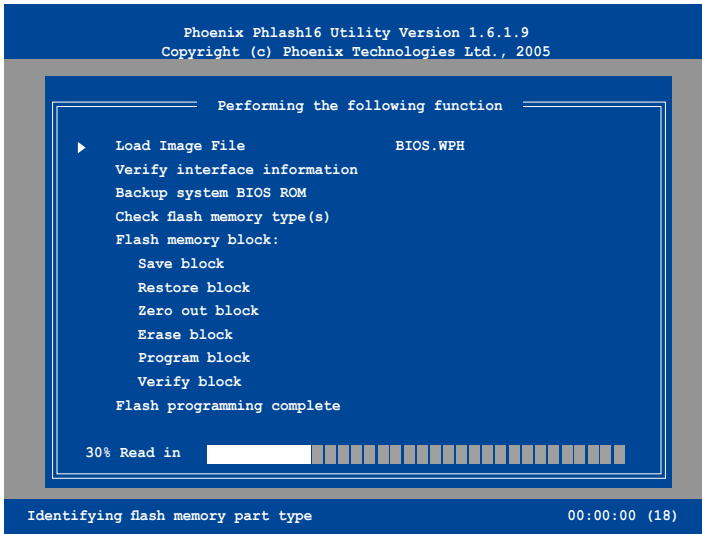 Phoenix Phlash16 Utility Version 1.6.1.9
Copyright (c) Phoenix Technologies Ltd., 2005
Performing the following function
Load Image File BIOS.WPH
Verify interface information
Backup system BIOS ROM
Check flash memory type(s)
Flash memory block:
Save block
Restore block
Zero out block
Erase block
Program block
Verify block
Flash programming complete
30% Read in
Identifying flash memory part type 00:00:00 (18)